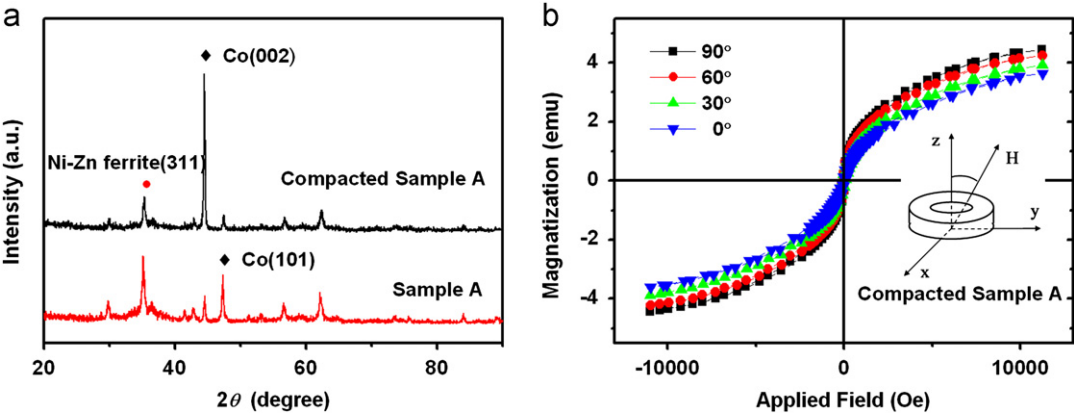 a
Intensity (a.u.)
Co(002)
Ni-Zn ferrite(311)
Compacted Sample A
Co(101)
Sample A
20 40 60 80
2θ (degree)
b
Magnatization (emu)
4
2
0
-2
-4
90°
60°
30°
0°
z
H
y
x
Compacted Sample A
-10000 0 10000
Applied Field (Oe)